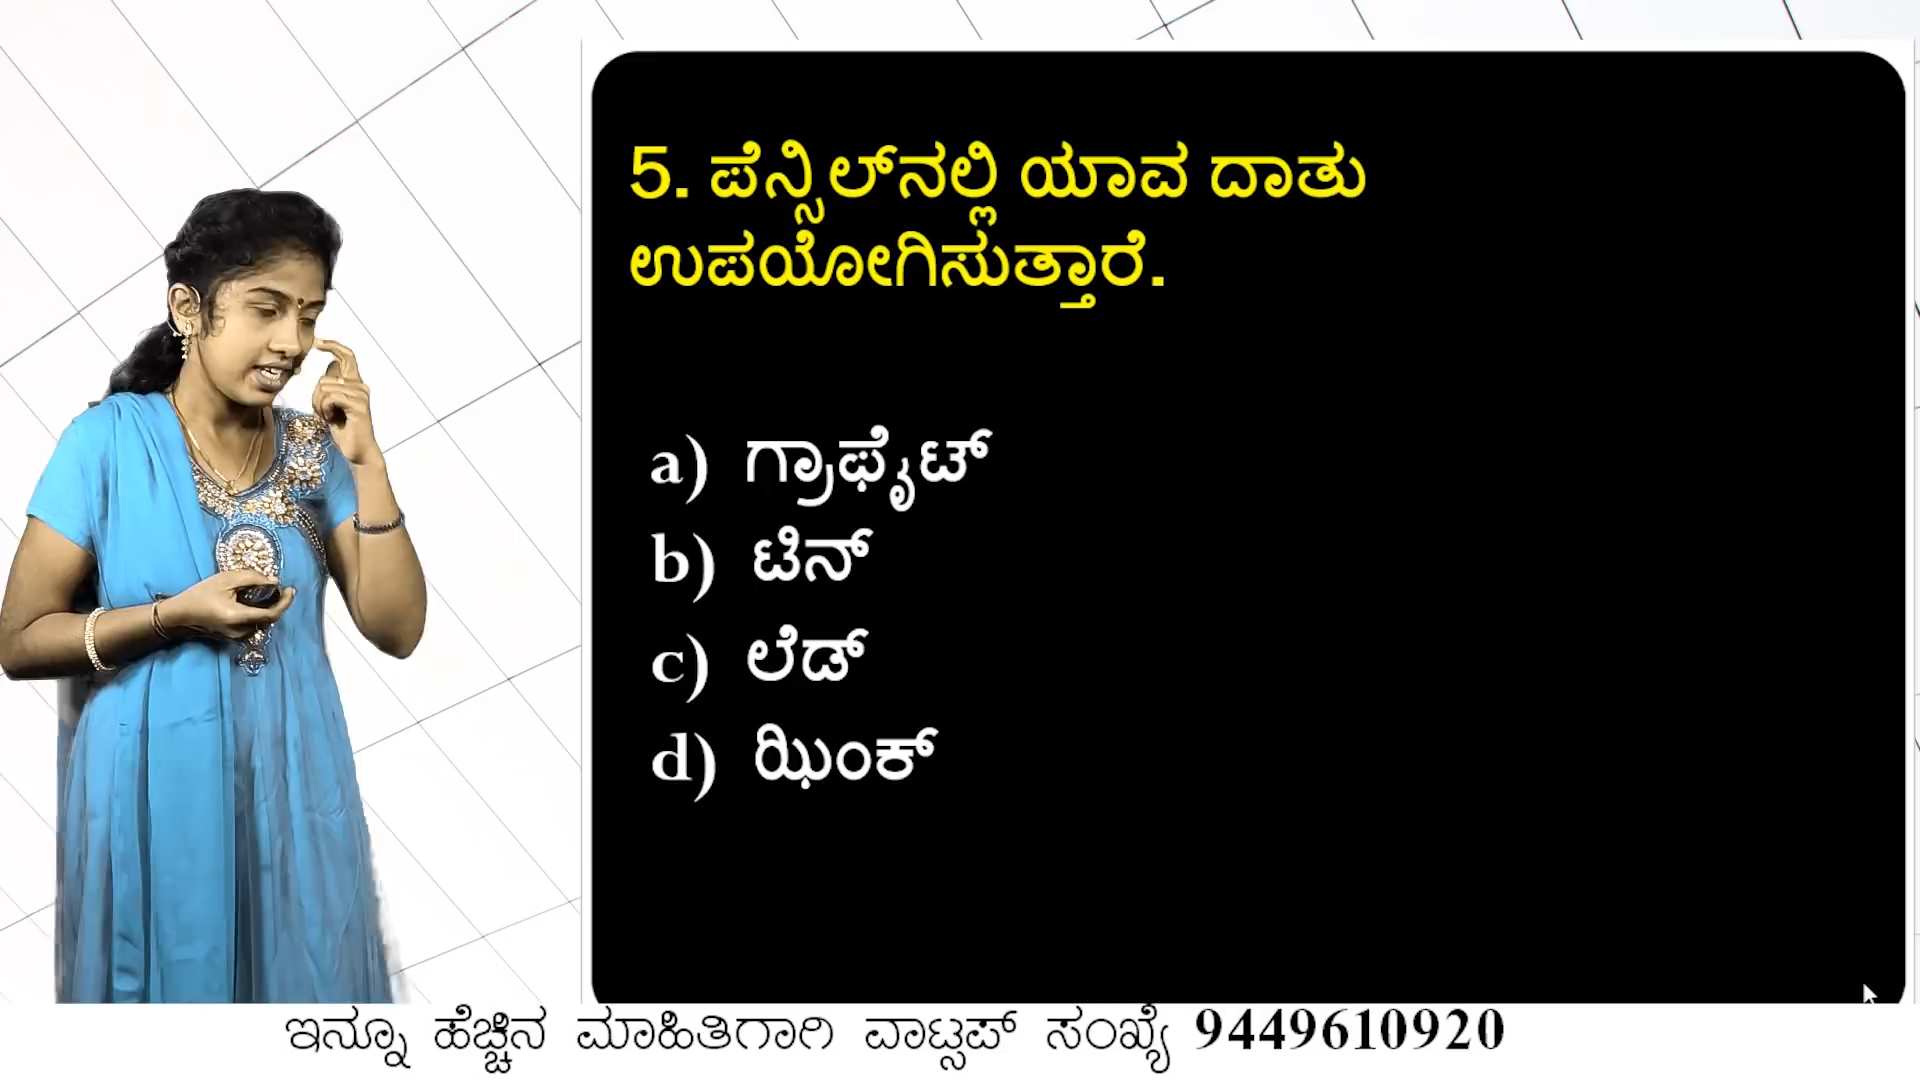 5. ಪೆನ್ಸಿಲ್‌ನಲ್ಲಿ ಯಾವ ದಾತು
ಉಪಯೋಗಿಸುತ್ತಾರೆ.
a) ಗ್ರಾಫೈಟ್
b) ಟಿನ್
c) ಲೆಡ್
d) ಝಿಂಕ್
ಇನ್ನೂ ಹೆಚ್ಚಿನ ಮಾಹಿತಿಗಾಗಿ ವಾಟ್ಸಪ್ ಸಂಖ್ಯೆ 9449610920